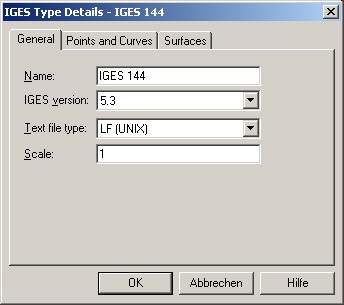 IGES Type Details - IGES 144
General Points and Curves Surfaces
Name: IGES 144
IGES version: 5.3
Text file type: LF (UNIX)
Scale: 1
OK Abbrechen Hilfe